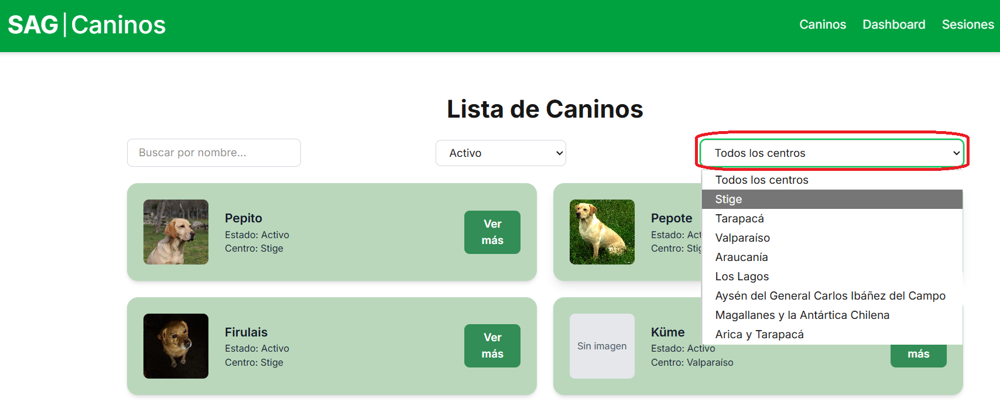 SAG|Caninos
Caninos Dashboard Sesiones
Lista de Caninos
Buscar por nombre...
Activo
Todos los centros
Todos los centros
Stige
Tarapacá
Valparaíso
Araucanía
Los Lagos
Aysén del General Carlos Ibáñez del Campo
Magallanes y la Antártica Chilena
Arica y Tarapacá
Pepito
Estado: Activo
Centro: Stige
Ver
más
Pepote
Estado: Act
Centro: Stig
Firulais
Estado: Activo
Centro: Stige
Ver
más
Sin imagen
Küme
Estado: Activo
Centro: Valparaíso
más